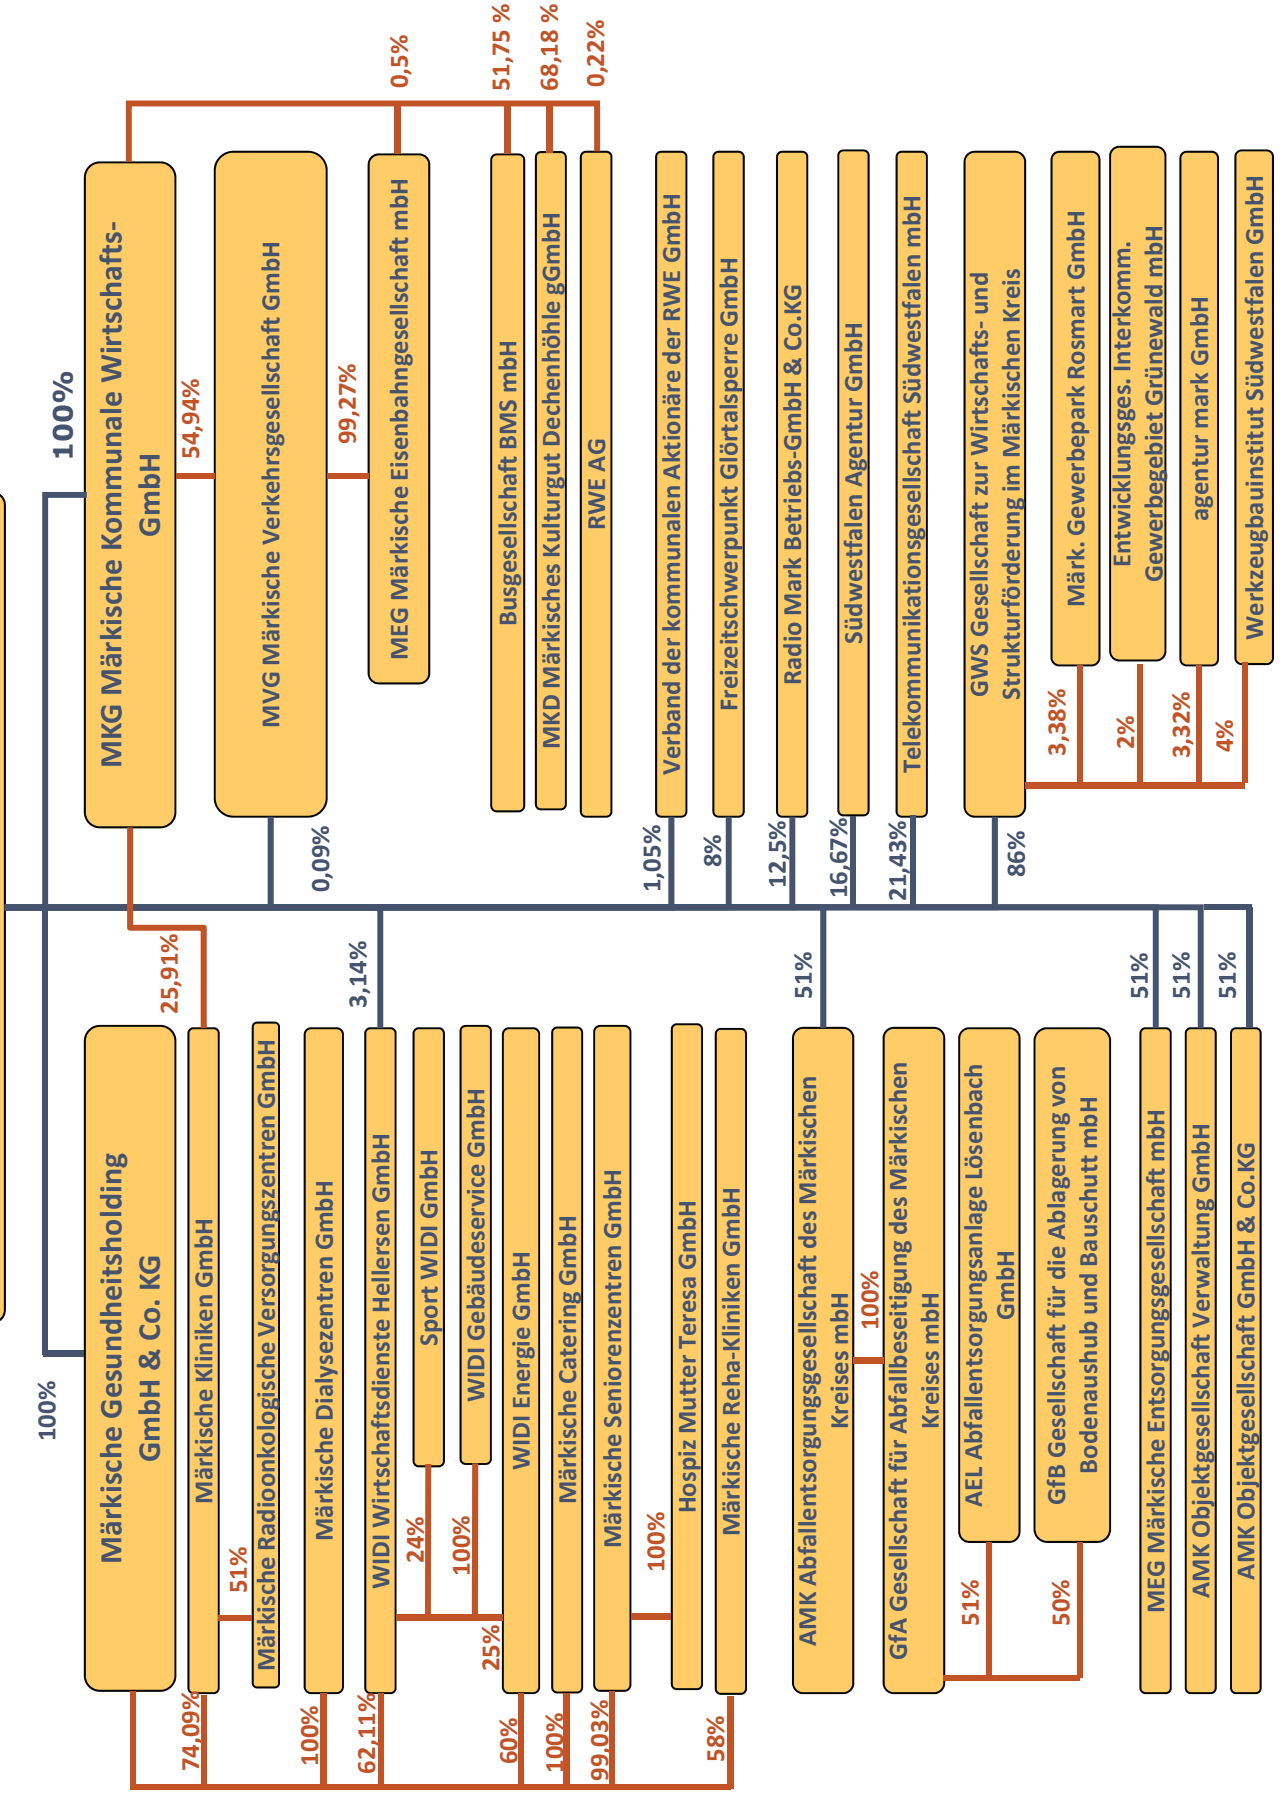 100%
Märkische Gesundheitsholding
GmbH & Co. KG
74,09%
Märkische Kliniken GmbH
25,91%
51%
Märkische Radioonkologische Versorgungszentren GmbH
100%
Märkische Dialysezentren GmbH
62,11%
WIDI Wirtschaftsdienste Hellersen GmbH
3,14%
24%
Sport WIDI GmbH
100%
WIDI Gebäudeservice GmbH
25%
60%
WIDI Energie GmbH
100%
Märkische Catering GmbH
99,03%
Märkische Seniorenzentren GmbH
100%
Hospiz Mutter Teresa GmbH
58%
Märkische Reha-Kliniken GmbH
AMK Abfallentsorgungsgesellschaft des Märkischen
Kreises mbH
51%
100%
GfA Gesellschaft für Abfallbeseitigung des Märkischen
Kreises mbH
51%
AEL Abfallentsorgungsanlage Lösenbach
GmbH
50%
GfB Gesellschaft für die Ablagerung von
Bodenaushub und Bauschutt mbH
MEG Märkische Entsorgungsgesellschaft mbH
51%
AMK Objektgesellschaft Verwaltung GmbH
51%
AMK Objektgesellschaft GmbH & Co.KG
51%
100%
MKG Märkische Kommunale Wirtschafts-
GmbH
54,94%
MVG Märkische Verkehrsgesellschaft GmbH
0,09%
99,27%
MEG Märkische Eisenbahngesellschaft mbH
0,5%
Busgesellschaft BMS mbH
51,75 %
MKD Märkisches Kulturgut Dechenhöhle gGmbH
68,18 %
RWE AG
0,22%
1,05%
Verband der kommunalen Aktionäre der RWE GmbH
8%
Freizeitschwerpunkt Glörtalsperre GmbH
12,5%
Radio Mark Betriebs-GmbH & Co.KG
16,67%
Südwestfalen Agentur GmbH
21,43%
Telekommunikationsgesellschaft Südwestfalen mbH
86%
GWS Gesellschaft zur Wirtschafts- und
Strukturförderung im Märkischen Kreis
3,38%
Märk. Gewerbepark Rosmart GmbH
2%
Entwicklungsges. Interkomm.
Gewerbegebiet Grünewald mbH
3,32%
agentur mark GmbH
4%
Werkzeugbauinstitut Südwestfalen GmbH